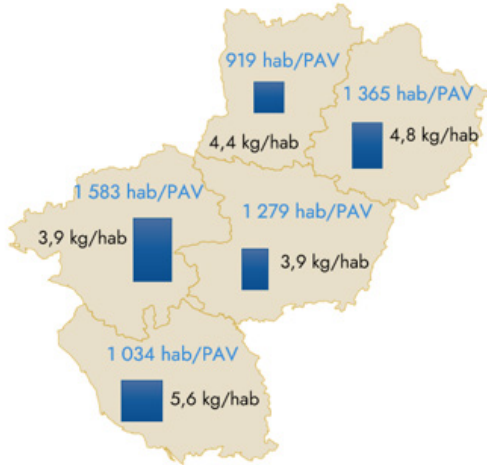 919 hab/PAV
4,4 kg/hab
1 365 hab/PAV
4,8 kg/hab
1 583 hab/PAV
3,9 kg/hab
1 279 hab/PAV
3,9 kg/hab
1 034 hab/PAV
5,6 kg/hab